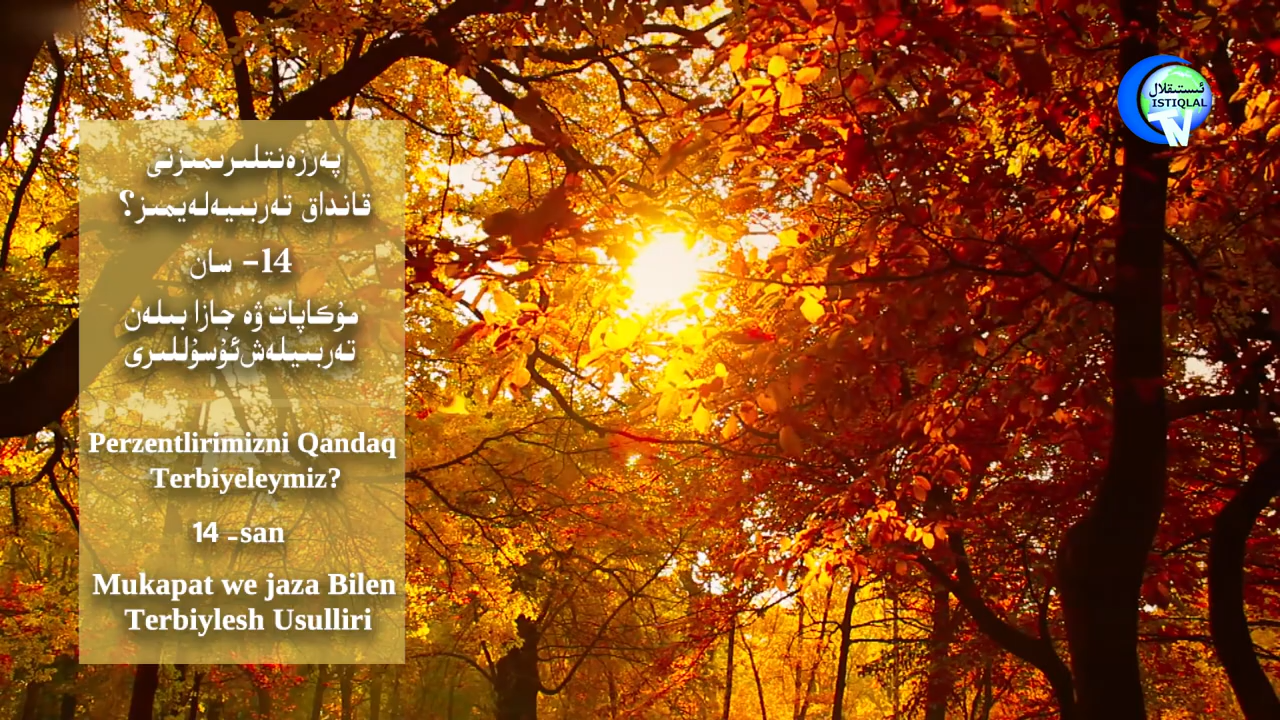 پەرزەنتلىرىمىزنى
قانداق تەربىيەلەيمىز؟
14- سان
مۇكاپات ۋە جازا بىلەن
تەربىيلەش ئۇسۇللىرى
Perzentlirimizni Qandaq
Terbiyeleymiz?
14 -san
Mukapat we jaza Bilen
Terbiylesh Usulliri
ئىستىقلال
ISTIQLAL
TV